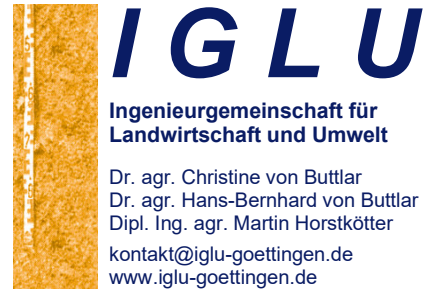 I G L U
Ingenieurgemeinschaft für
Landwirtschaft und Umwelt
Dr. agr. Christine von Buttlar
Dr. agr. Hans-Bernhard von Buttlar
Dipl. Ing. agr. Martin Horstkötter
kontakt@iglu-goettingen.de
www.iglu-goettingen.de